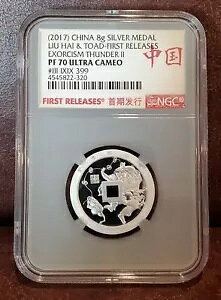 (2017) CHINA 8g SILVER MEDAL
LIU HAI & TOAD-FIRST RELEASES
EXORCISM THUNDER II
PF 70 ULTRA CAMEO
#III IXIX 399
4545822-320
中国
FIRST RELEASES 首期发行 NGC